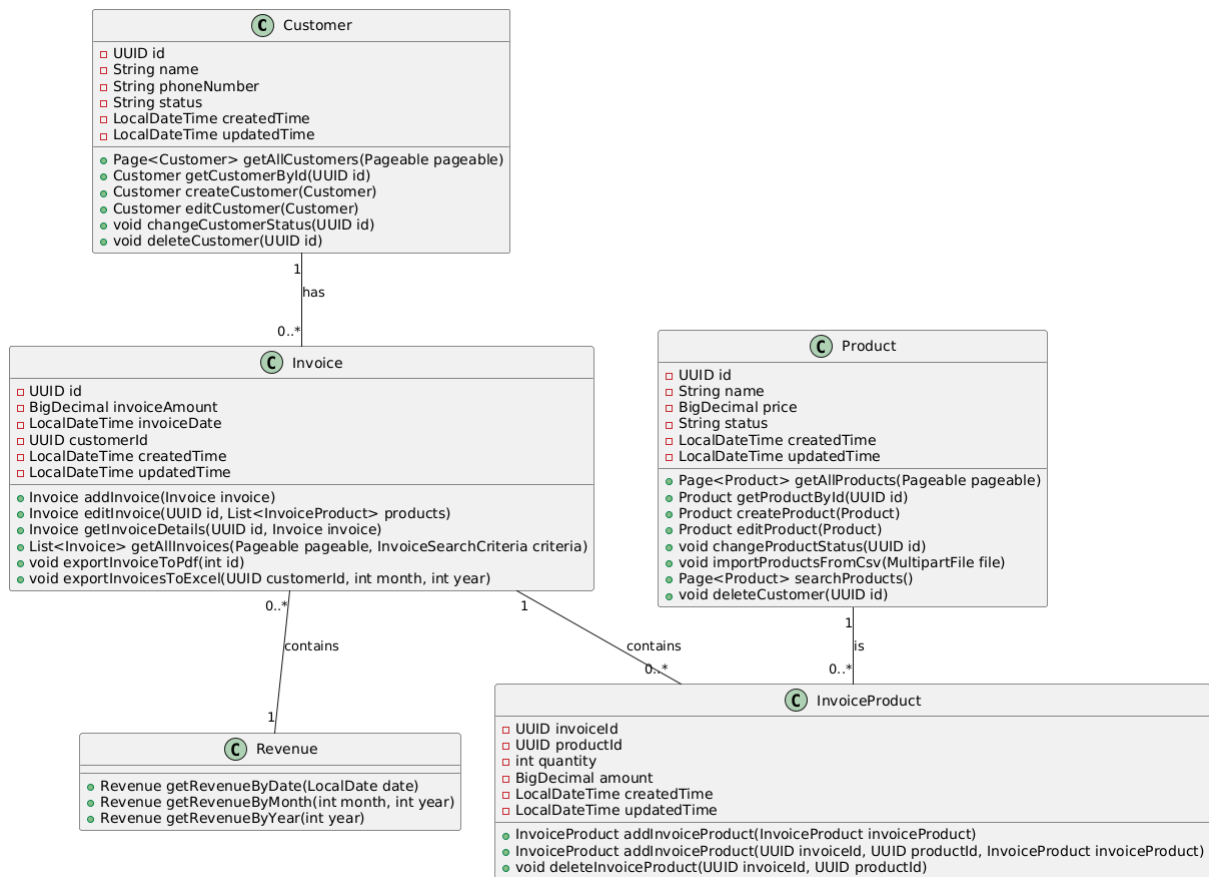 C Customer
UUID id
String name
String phoneNumber
String status
LocalDateTime createdTime
LocalDateTime updatedTime
Page<Customer> getAllCustomers(Pageable pageable)
Customer getCustomerById(UUID id)
Customer createCustomer(Customer)
Customer editCustomer(Customer)
void changeCustomerStatus(UUID id)
void deleteCustomer(UUID id)
1
has
0..*
C Invoice
UUID id
BigDecimal invoiceAmount
LocalDateTime invoiceDate
UUID customerId
LocalDateTime createdTime
LocalDateTime updatedTime
Invoice addInvoice(Invoice invoice)
Invoice editInvoice(UUID id, List<InvoiceProduct> products)
Invoice getInvoiceDetails(UUID id, Invoice invoice)
List<Invoice> getAllInvoices(Pageable pageable, InvoiceSearchCriteria criteria)
void exportInvoiceToPdf(int id)
void exportInvoicesToExcel(UUID customerId, int month, int year)
C Product
UUID id
String name
BigDecimal price
String status
LocalDateTime createdTime
LocalDateTime updatedTime
Page<Product> getAllProducts(Pageable pageable)
Product getProductById(UUID id)
Product createProduct(Product)
Product editProduct(Product)
void changeProductStatus(UUID id)
void importProductsFromCsv(MultipartFile file)
Page<Product> searchProducts()
void deleteCustomer(UUID id)
0..*
contains
1
1
contains
0..*
1
is
0..*
C Revenue
Revenue getRevenueByDate(LocalDate date)
Revenue getRevenueByMonth(int month, int year)
Revenue getRevenueByYear(int year)
C InvoiceProduct
UUID invoiceId
UUID productId
int quantity
BigDecimal amount
LocalDateTime createdTime
LocalDateTime updatedTime
InvoiceProduct addInvoiceProduct(InvoiceProduct invoiceProduct)
InvoiceProduct addInvoiceProduct(UUID invoiceId, UUID productId, InvoiceProduct invoiceProduct)
void deleteInvoiceProduct(UUID invoiceId, UUID productId)